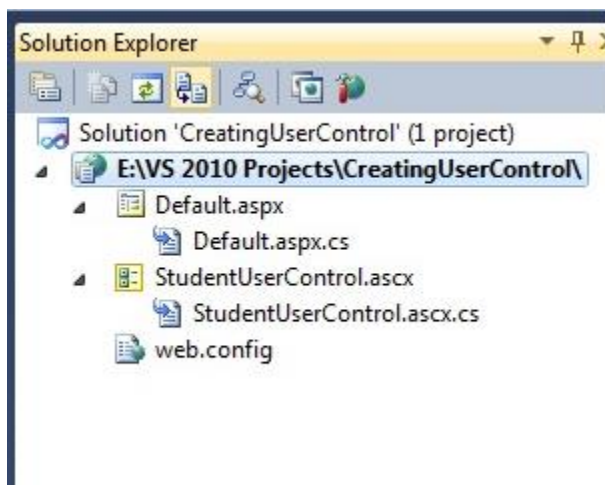 Solution Explorer
Solution 'CreatingUserControl' (1 project)
E:\VS 2010 Projects\CreatingUserControl\
Default.aspx
Default.aspx.cs
StudentUserControl.ascx
StudentUserControl.ascx.cs
web.config